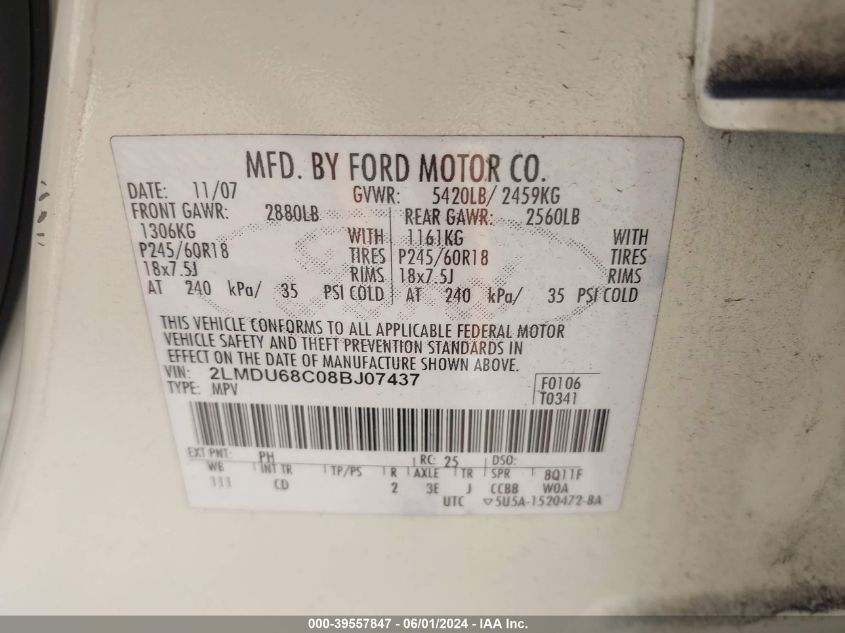 MFD. BY FORD MOTOR CO.
DATE: 11/07 GVWR: 5420LB/ 2459KG
FRONT GAWR: 2880LB REAR GAWR: 2560LB
1306KG WITH 1161KG WITH
P245/60R18 TIRES P245/60R18 TIRES
18x7.5J RIMS 18x7.5J RIMS
AT 240 kPa/ 35 PSI COLD AT 240 kPa/ 35 PSI COLD
THIS VEHICLE CONFORMS TO ALL APPLICABLE FEDERAL MOTOR
VEHICLE SAFETY AND THEFT PREVENTION STANDARDS IN
EFFECT ON THE DATE OF MANUFACTURE SHOWN ABOVE.
VIN: 2LMDU68C08BJ07437 F0106
TYPE: MPV T0341
EXT PNT: PH RC: 25 DSO:
WB INT TR TP/PS R AXLE TR SPR 8Q11F
111 CD 2 3E J CCBB W0A
UTC ▽5U5A-1520472-BA
000-39557847 - 06/01/2024 - IAA Inc.